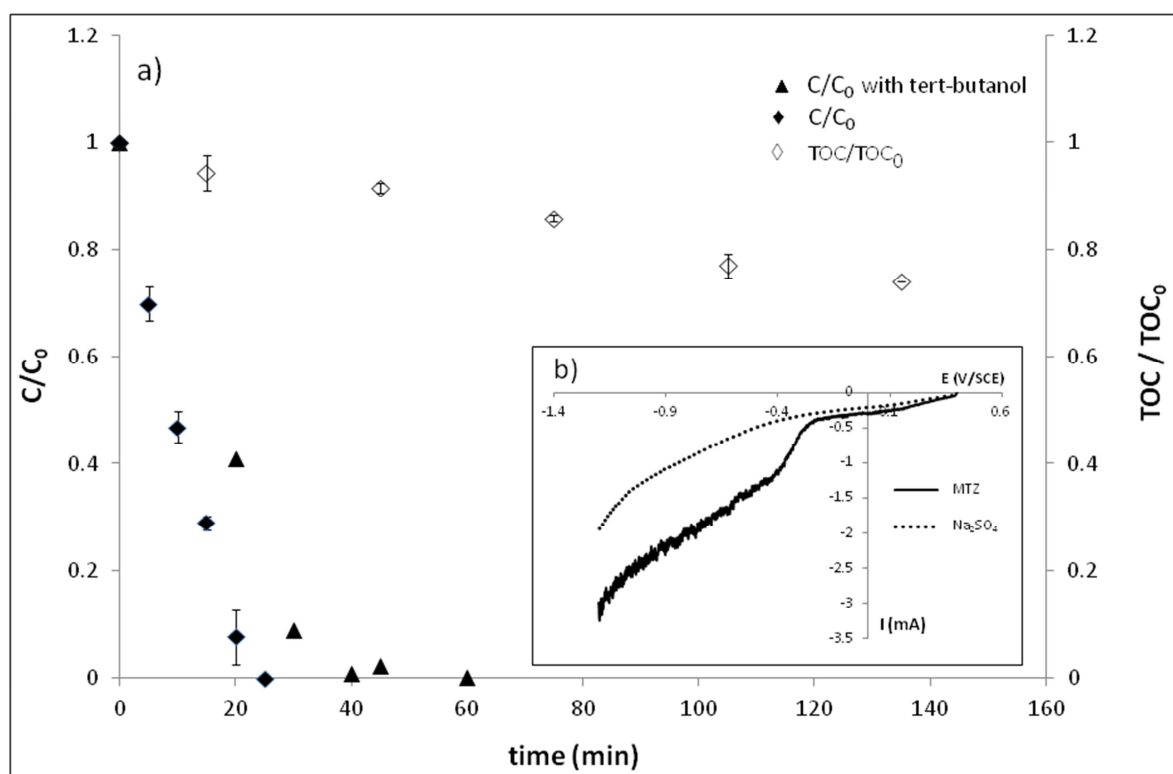 a)
C/C₀ with tert-butanol
C/C₀
TOC/TOC₀
1.2
1
0.8
0.6
0.4
0.2
0
C/C₀
1.2
1
0.8
0.6
0.4
0.2
0
TOC / TOC₀
0 20 40 60 80 100 120 140 160
time (min)
b)
E (V/SCE)
-1.4 -0.9 -0.4 0.1 0.6
0
-0.5
-1
-1.5
-2
-2.5
-3
-3.5
I (mA)
MTZ
Na₂SO₄